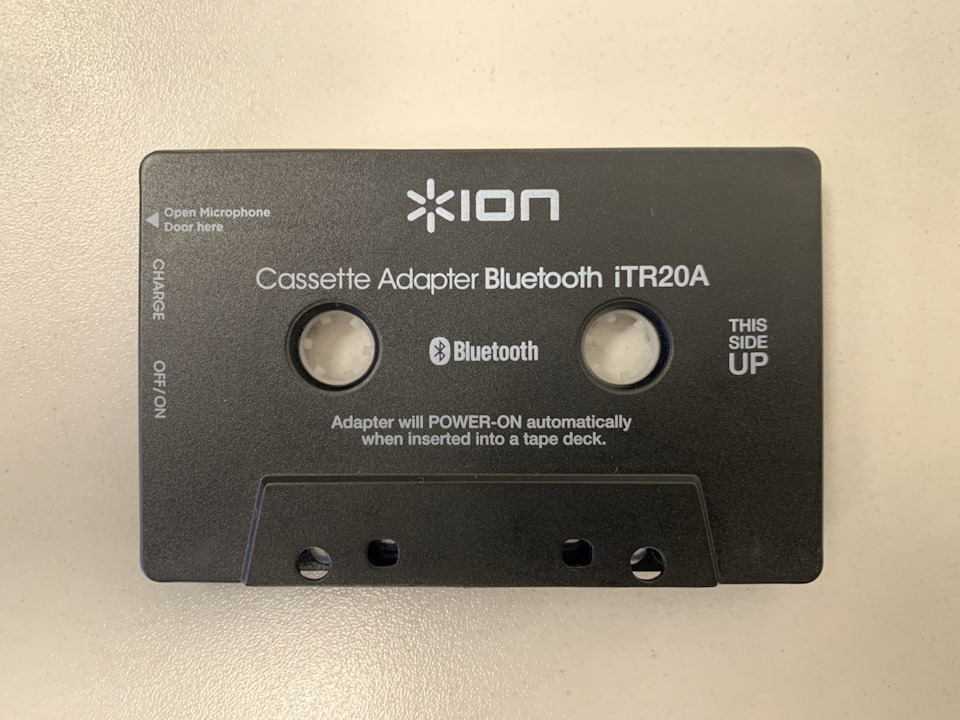 ION
Open Microphone
Door here
CHARGE
OFF/ON
Cassette Adapter Bluetooth iTR20A
Bluetooth
THIS
SIDE
UP
Adapter will POWER-ON automatically
when inserted into a tape deck.